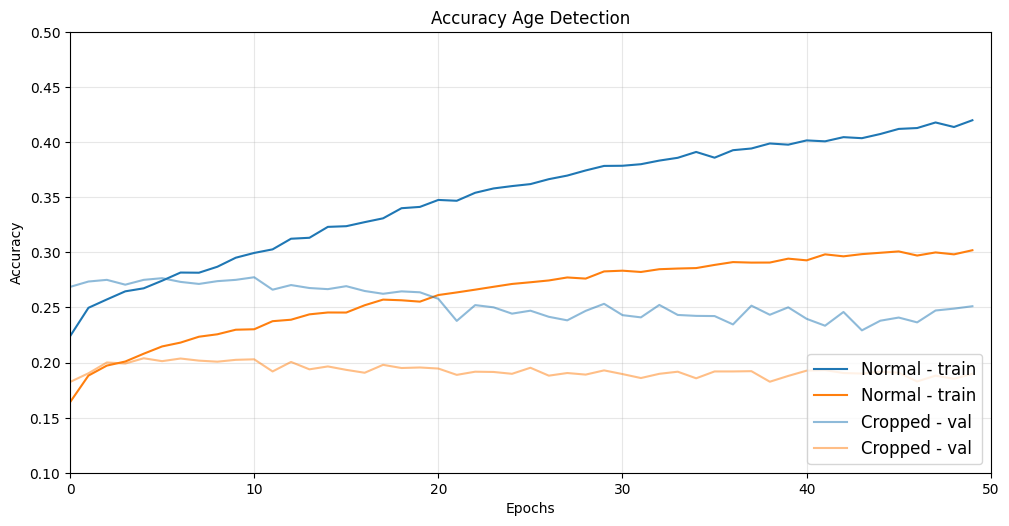 Accuracy Age Detection
0.50
0.45
0.40
0.35
0.30
0.25
0.20
0.15
0.10
Accuracy
0
10
20
30
40
50
Epochs
Normal - train
Normal - train
Cropped - val
Cropped - val